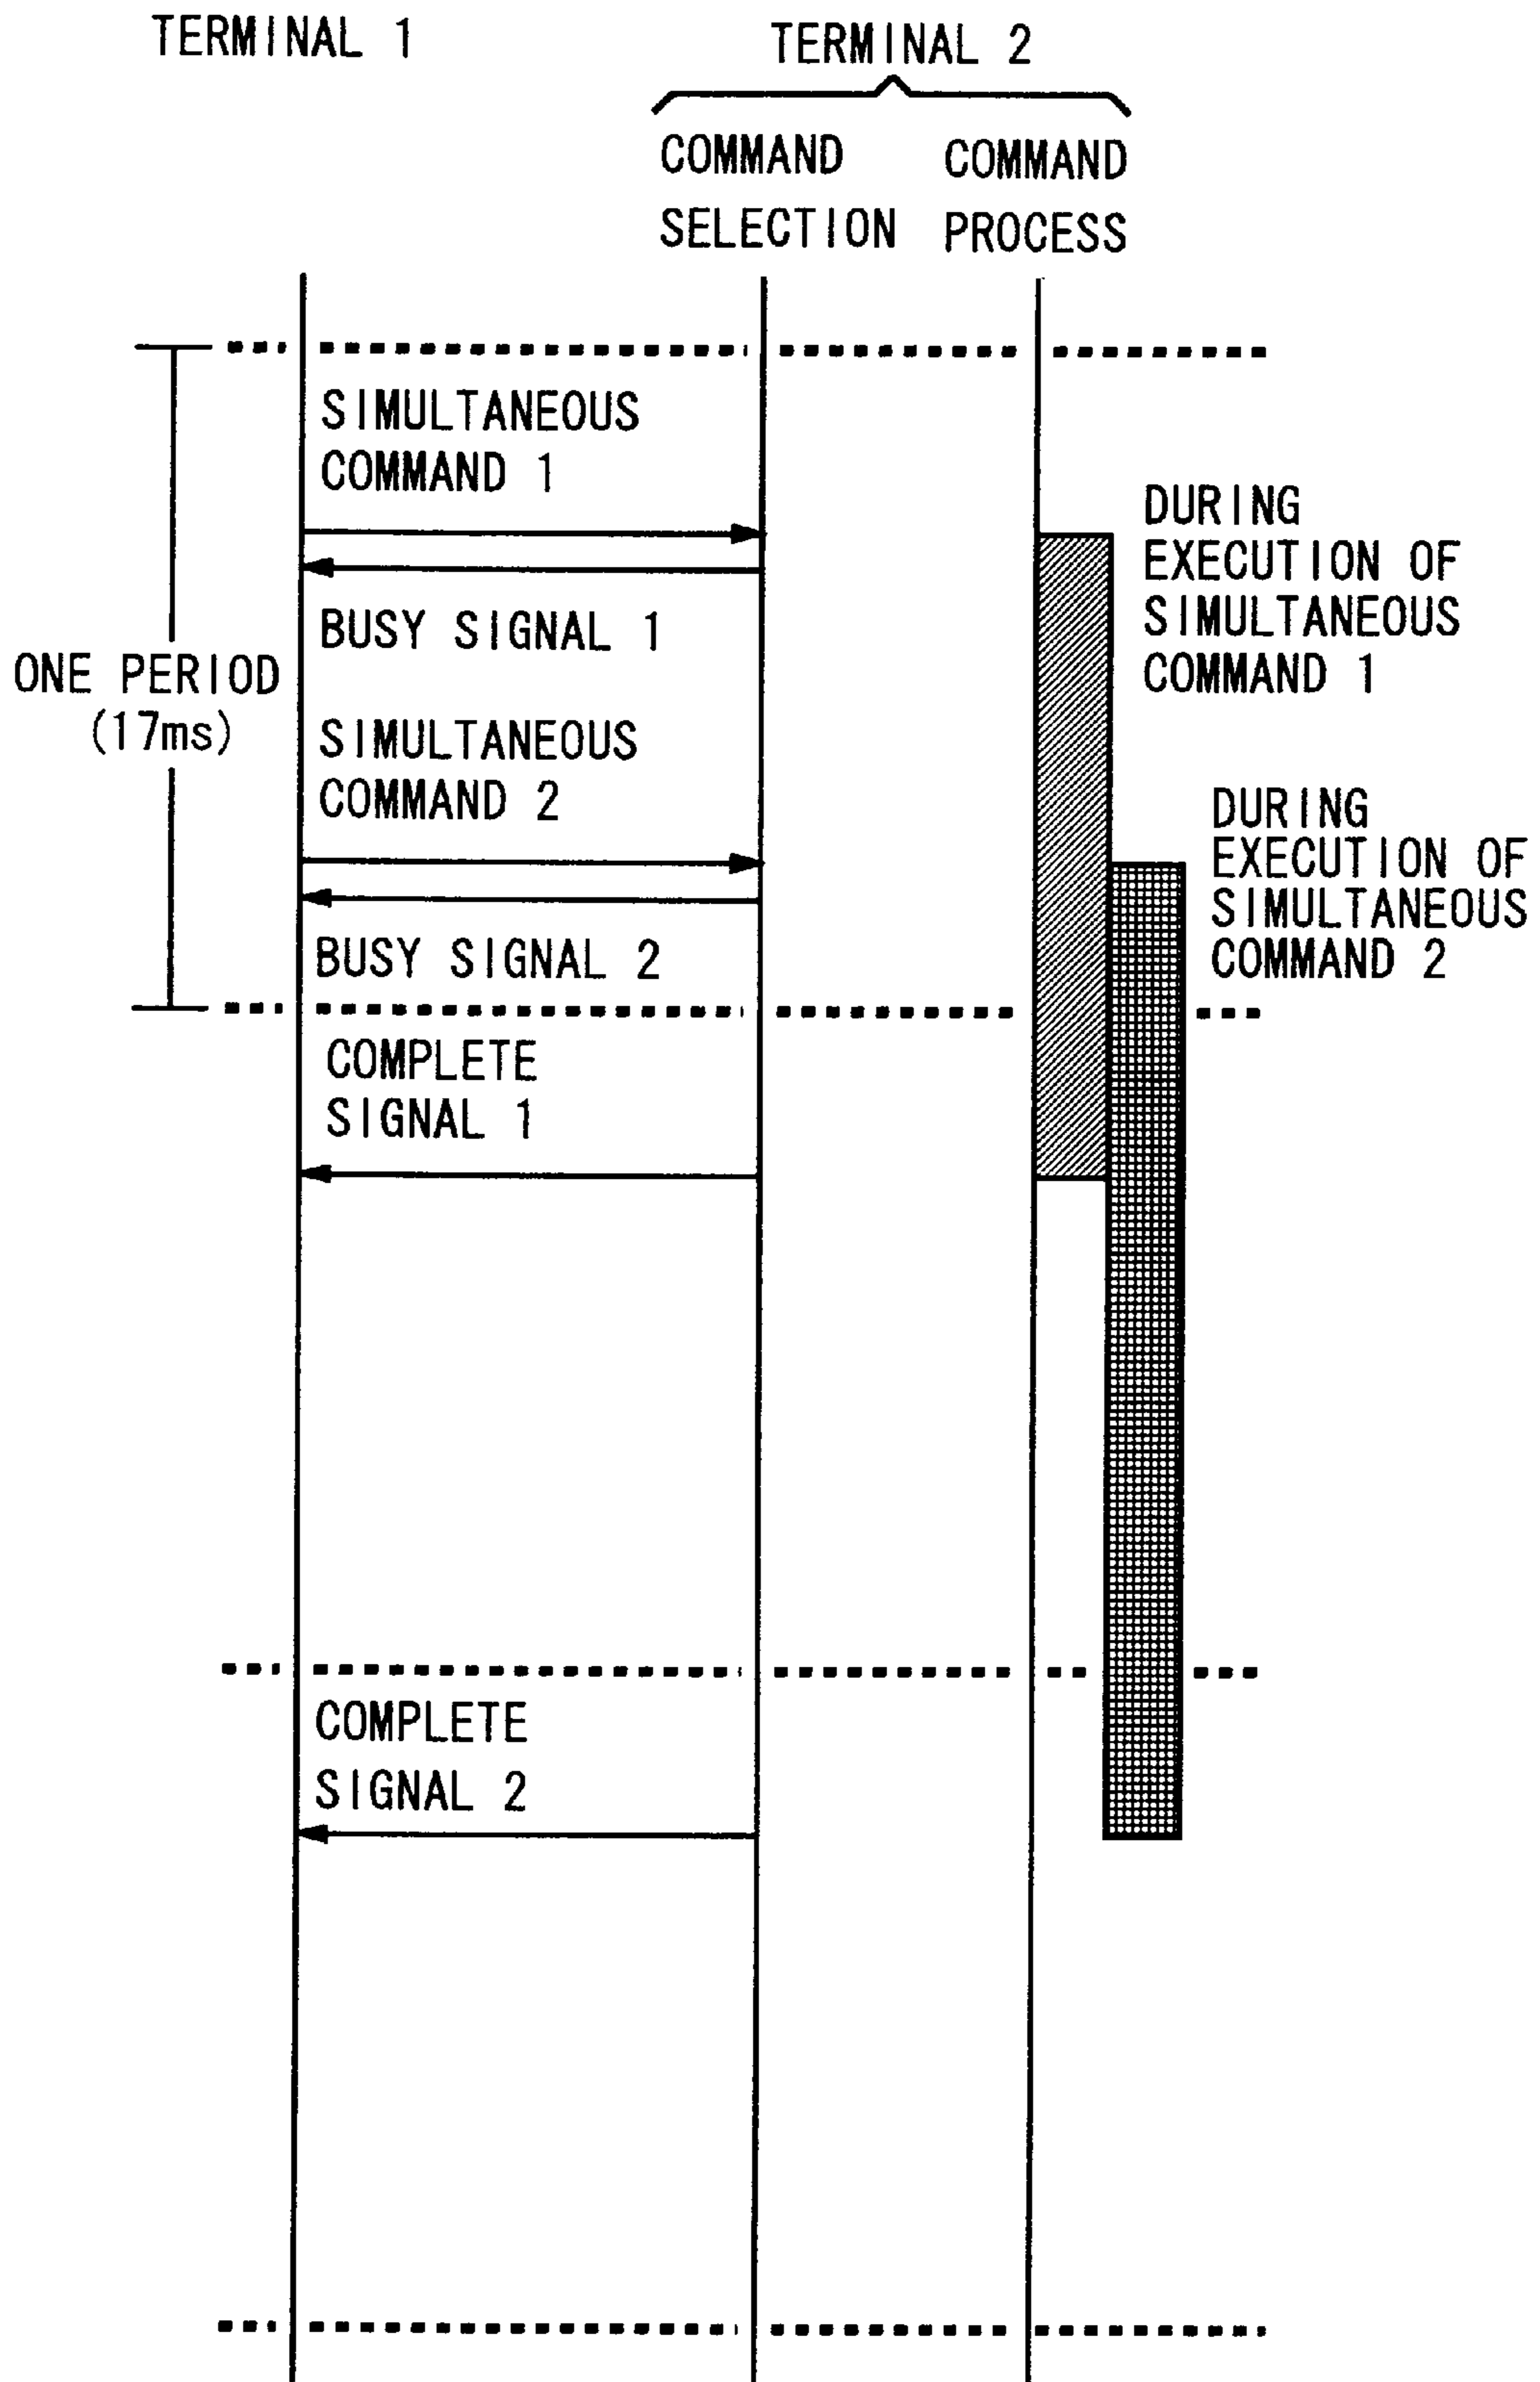 TERMINAL 1
TERMINAL 2
COMMAND
SELECTION
COMMAND
PROCESS
SIMULTANEOUS
COMMAND 1
DURING
EXECUTION OF
SIMULTANEOUS
COMMAND 1
BUSY SIGNAL 1
ONE PERIOD
(17ms)
SIMULTANEOUS
COMMAND 2
DURING
EXECUTION OF
SIMULTANEOUS
COMMAND 2
BUSY SIGNAL 2
COMPLETE
SIGNAL 1
COMPLETE
SIGNAL 2